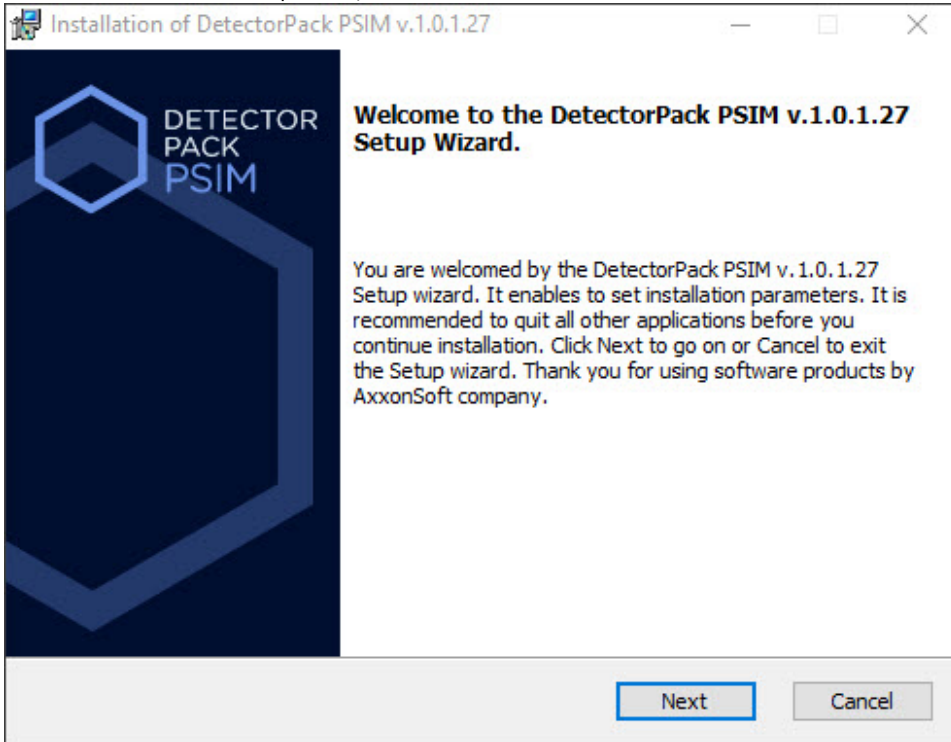 Installation of DetectorPack PSIM v.1.0.1.27
DETECTOR
PACK
PSIM
Welcome to the DetectorPack PSIM v.1.0.1.27
Setup Wizard.
You are welcomed by the DetectorPack PSIM v.1.0.1.27
Setup wizard. It enables to set installation parameters. It is
recommended to quit all other applications before you
continue installation. Click Next to go on or Cancel to exit
the Setup wizard. Thank you for using software products by
AxxonSoft company.
Next
Cancel